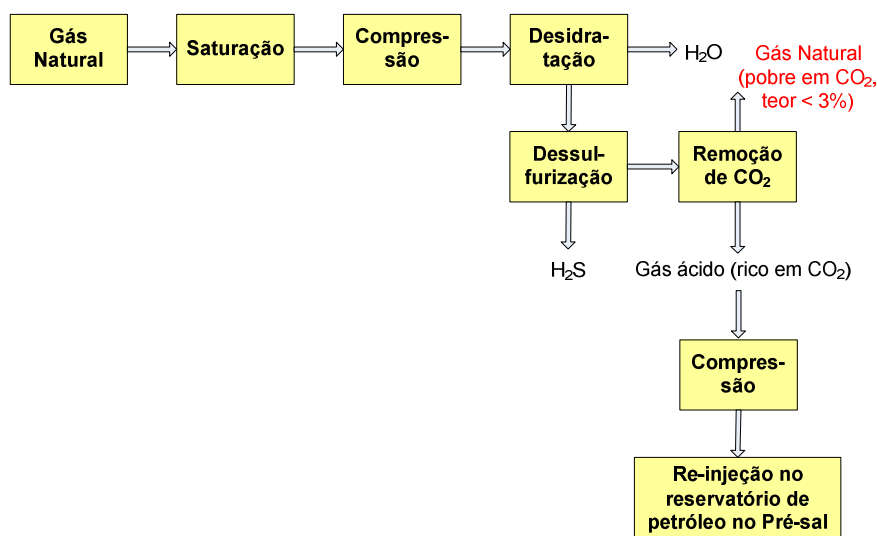 Gás
Natural
Saturação
Compres-
são
Desidra-
tação
H₂O
Gás Natural
(pobre em CO₂,
teor < 3%)
Dessul-
furização
Remoção
de CO₂
H₂S
Gás ácido (rico em CO₂)
Compres-
são
Re-injeção no
reservatório de
petróleo no Pré-sal